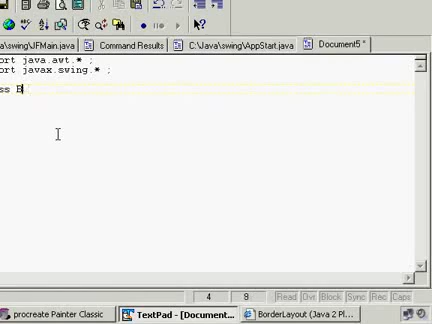 a\swing\JFMain.java Command Results C:\Java\swing\AppStart.java Document5 *
ort java.awt.* ;
ort javax.swing.* ;
ss B
4 9 Read Ovr Block Sync Rec Caps
procreate Painter Classic TextPad - [Documen... BorderLayout (Java 2 Pl...